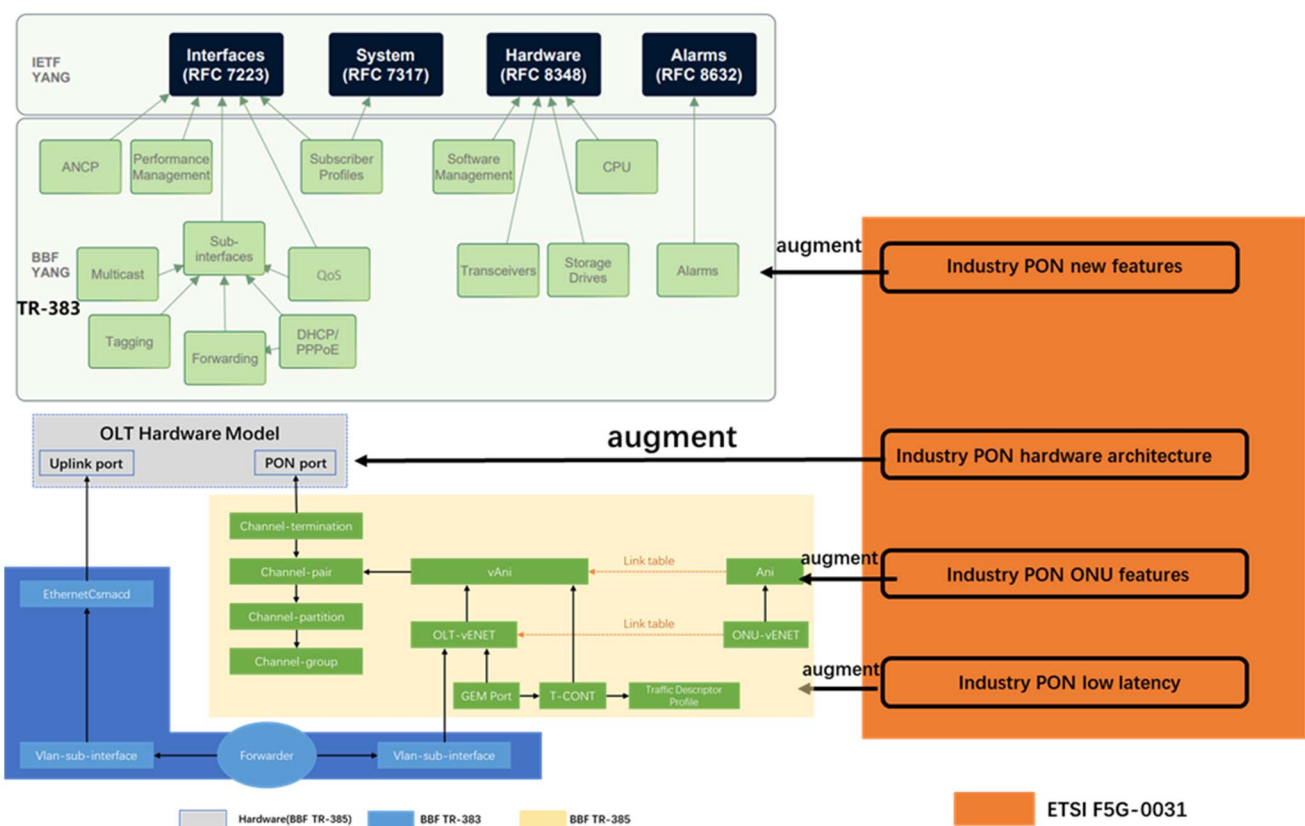 IETF
YANG
Interfaces
(RFC 7223)
System
(RFC 7317)
Hardware
(RFC 8348)
Alarms
(RFC 8632)
ANCP
Performance
Management
Subscriber
Profiles
Software
Management
CPU
BBF
YANG
TR-383
Multicast
Sub-
interfaces
QoS
Transceivers
Storage
Drives
Alarms
Tagging
Forwarding
DHCP/
PPPoE
augment
Industry PON new features
OLT Hardware Model
Uplink port
PON port
augment
Industry PON hardware architecture
Channel-termination
Channel-pair
vAni
Link table
Ani
augment
Industry PON ONU features
EthernetCsmacd
Channel-partition
OLT-vENET
Link table
ONU-vENET
Channel-group
GEM Port
T-CONT
Traffic Descriptor
Profile
augment
Industry PON low latency
Vlan-sub-interface
Forwarder
Vlan-sub-interface
Hardware(BBF TR-385)
BBF TR-383
BBF TR-385
ETSI F5G-0031